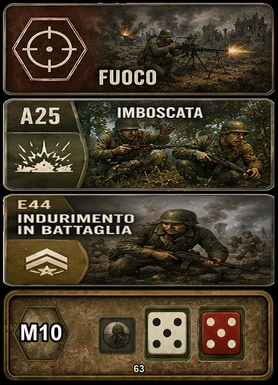 FUOCO
A25
IMBOSCATA
E44
INDURIMENTO
IN BATTAGLIA
M10
63